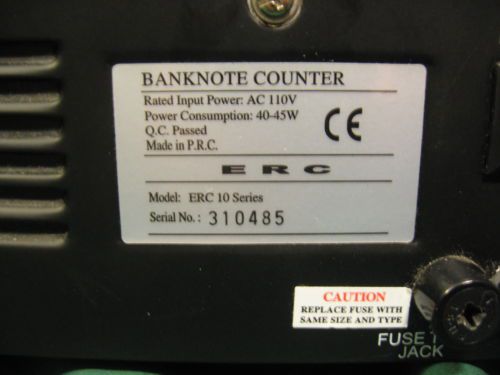 BANKNOTE COUNTER
Rated Input Power: AC 110V
Power Consumption: 40-45W
Q.C. Passed
CE
Made in P.R.C.
ERC
Model: ERC 10 Series
Serial No.: 310485
CAUTION
REPLACE FUSE WITH
SAME SIZE AND TYPE
FUSE
JACK